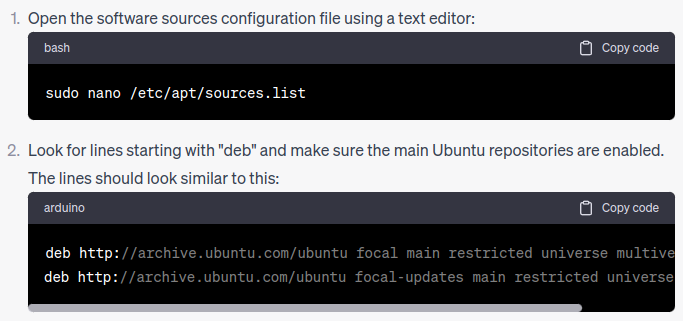 1. Open the software sources configuration file using a text editor:
bash Copy code
sudo nano /etc/apt/sources.list
2. Look for lines starting with "deb" and make sure the main Ubuntu repositories are enabled.
The lines should look similar to this:
arduino Copy code
deb http://archive.ubuntu.com/ubuntu focal main restricted universe multive
deb http://archive.ubuntu.com/ubuntu focal-updates main restricted universe